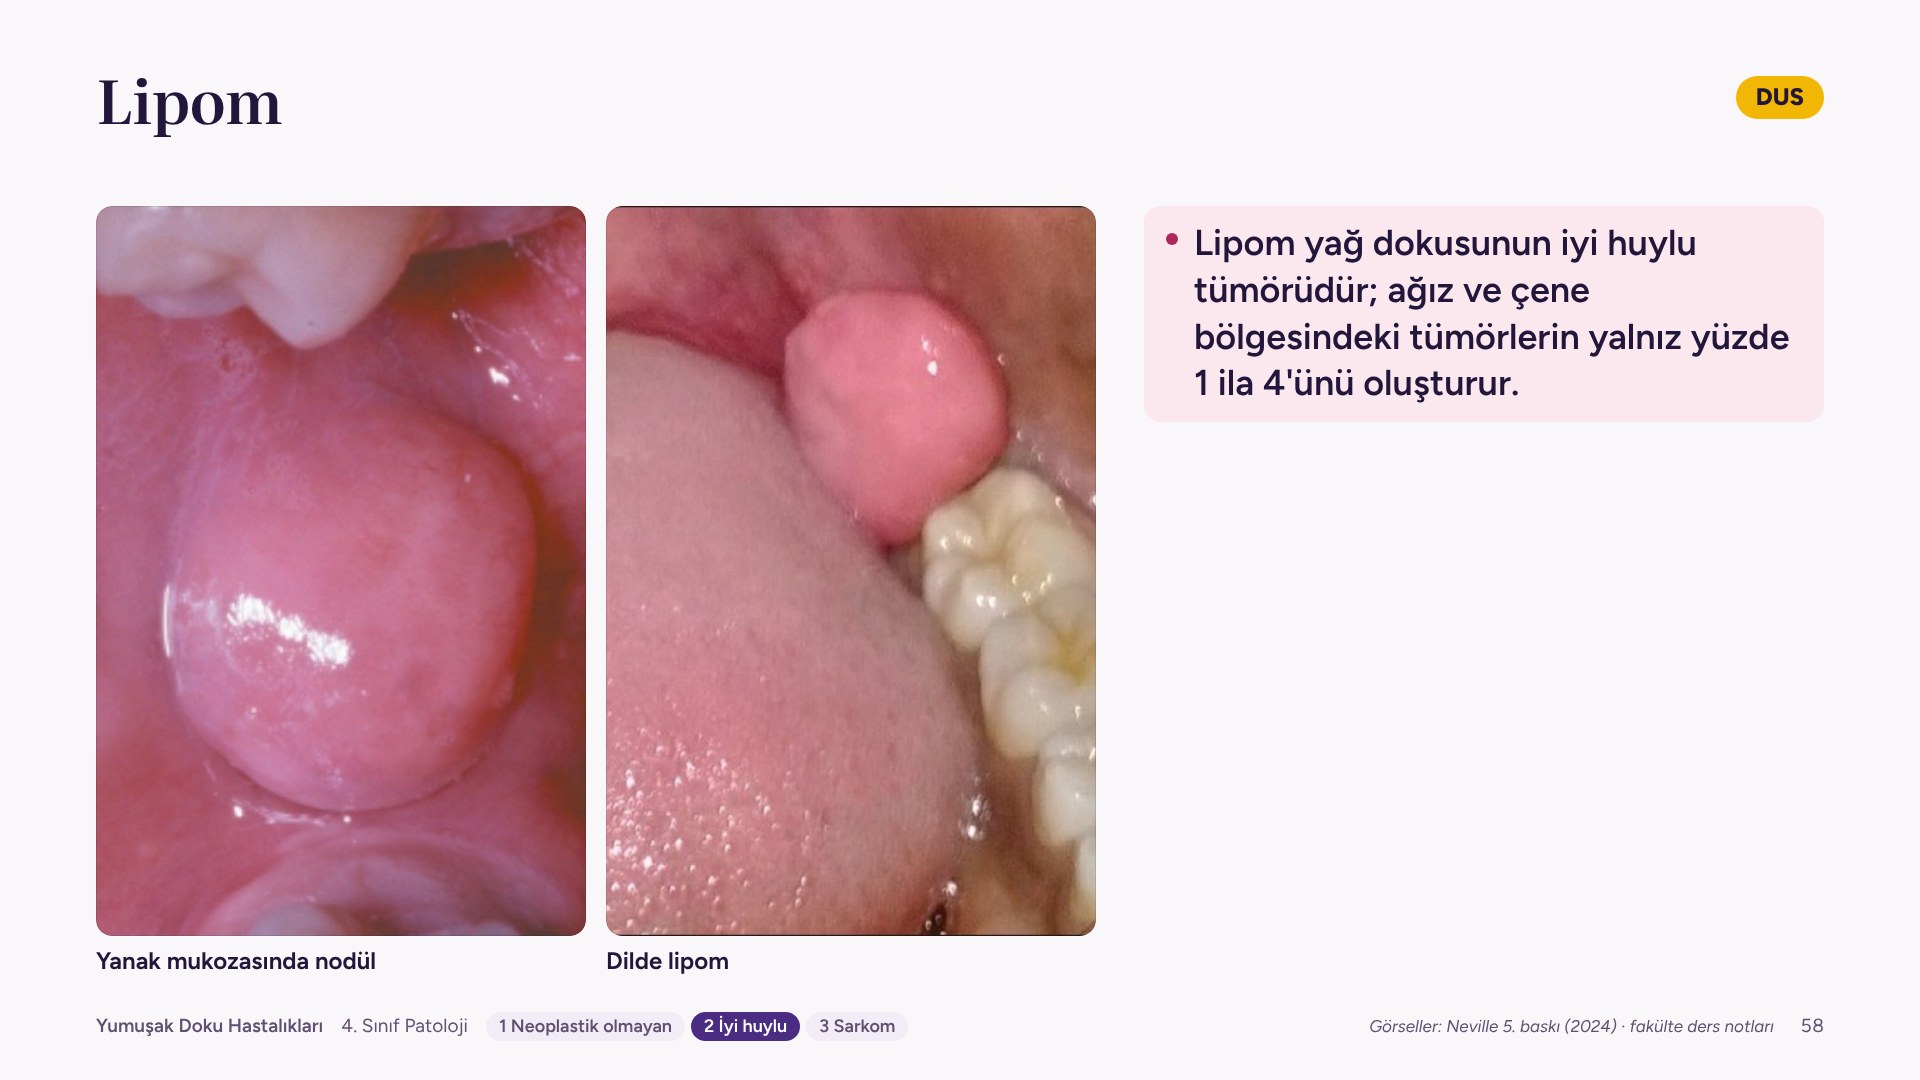 Lipom
DUS
Lipom yağ dokusunun iyi huylu
tümörüdür; ağız ve çene
bölgesindeki tümörlerin yalnız yüzde
1 ila 4'ünü oluşturur.
Yanak mukozasında nodül
Dilde lipom
Yumuşak Doku Hastalıkları 4. Sınıf Patoloji 1 Neoplastik olmayan 2 İyi huylu 3 Sarkom
Görseller: Neville 5. baskı (2024) · fakülte ders notları 58